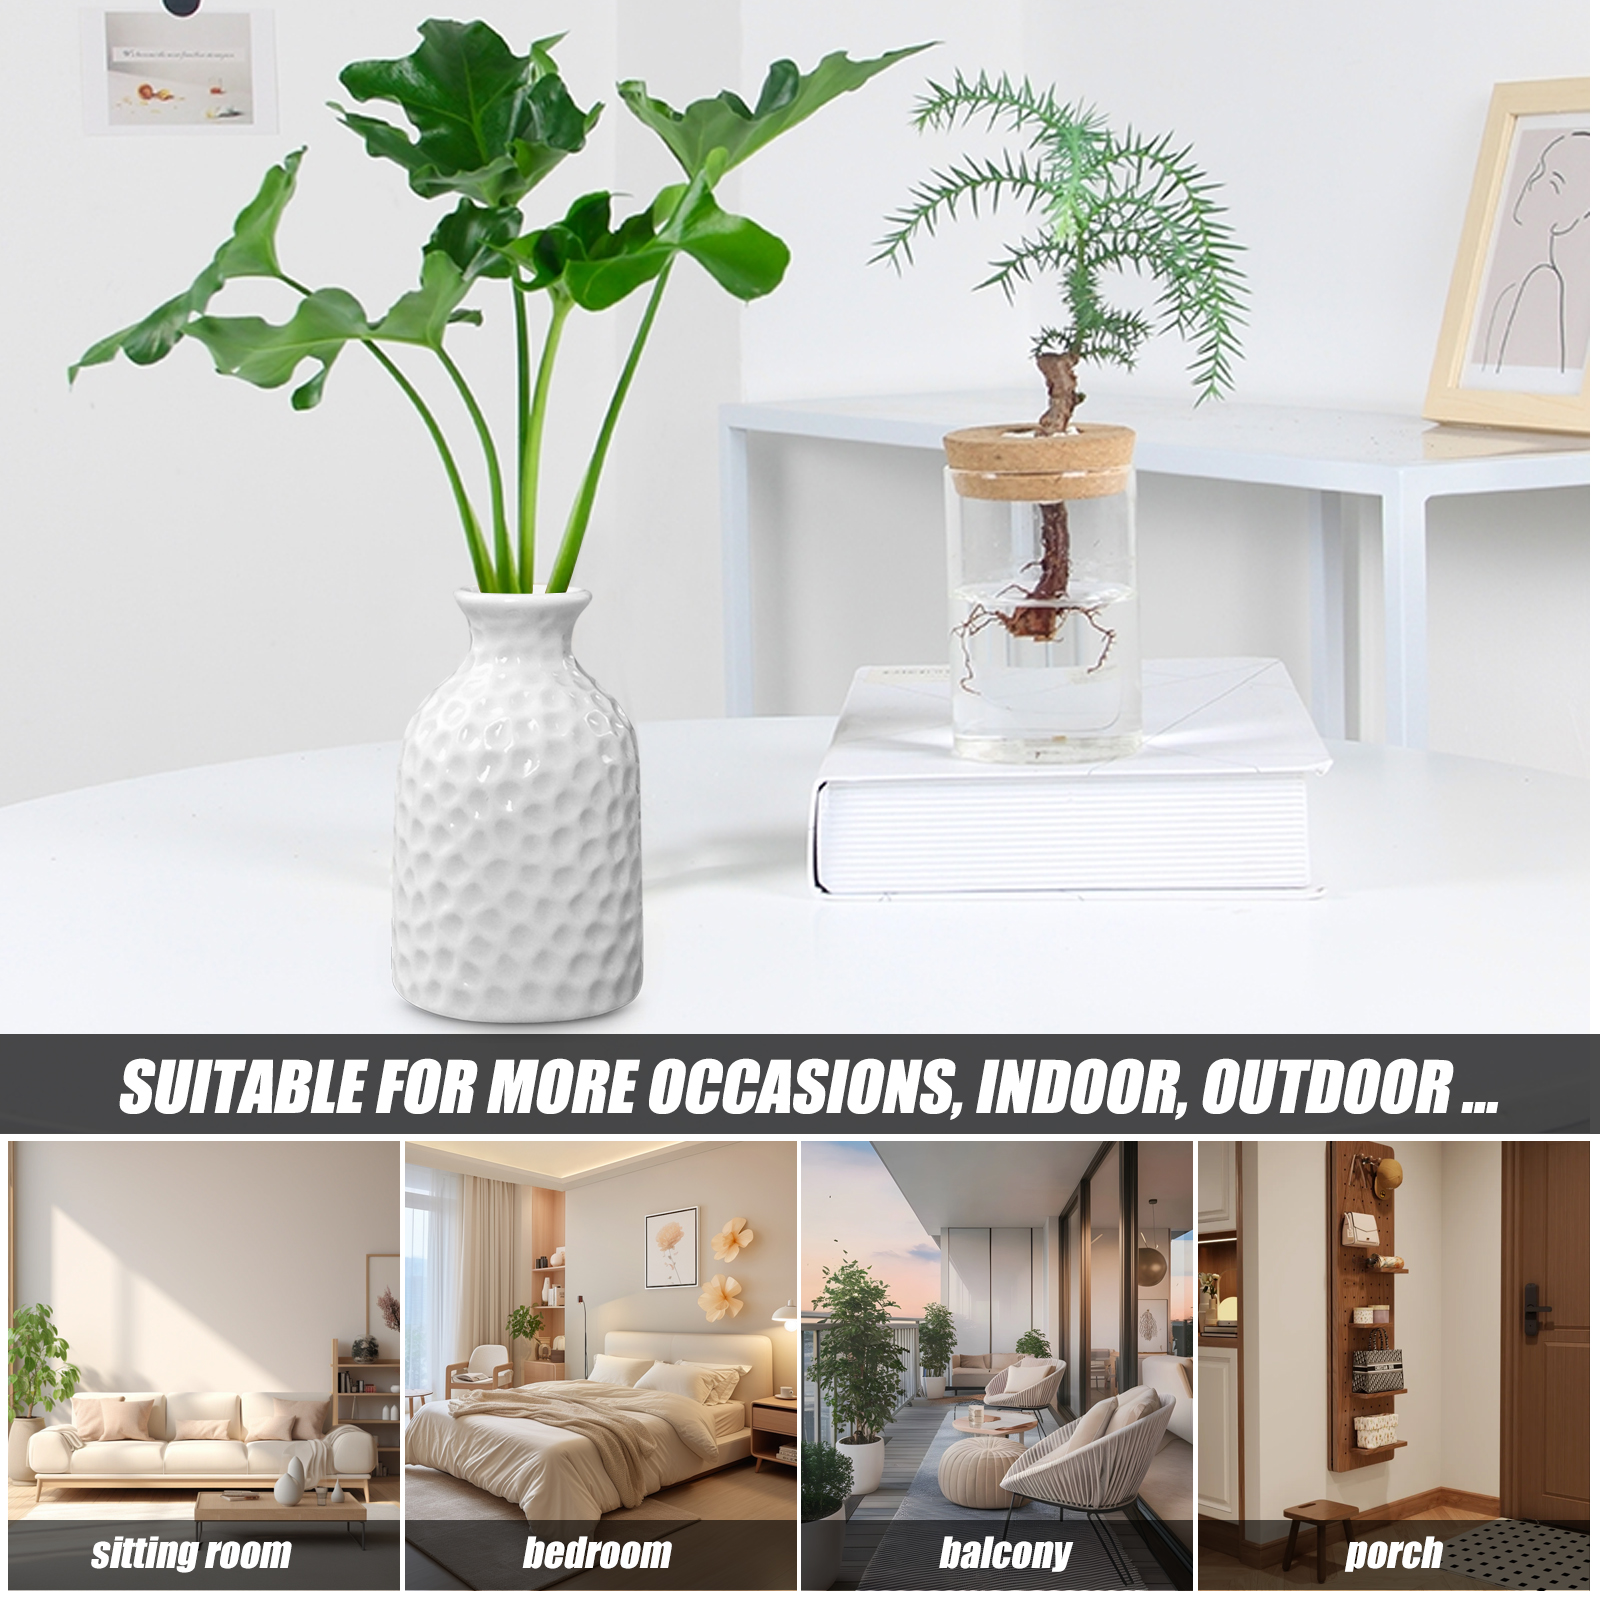 SUITABLE FOR MORE OCCASIONS, INDOOR, OUTDOOR ...
sitting room
bedroom
balcony
porch